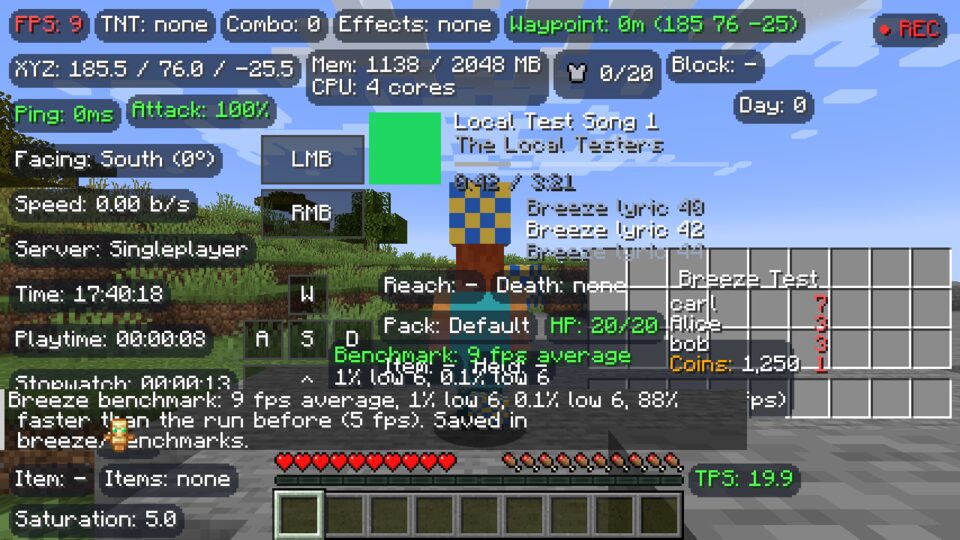 FPS: 9
TNT: none
Combo: 0
Effects: none
Waypoint: 0m (185 76 -25)
• REC
XYZ: 185.5 / 76.0 / -25.5
Mem: 1138 / 2048 MB
CPU: 4 cores
0/20
Block: -
Ping: 0ms
Attack: 100%
Day: 0
Local Test Song 1
The Local Testers
0:42 / 3:21
Facing: South (0°)
LMB
Speed: 0.00 b/s
RMB
Breeze lyric 40
Breeze lyric 42
Breeze lyric 44
Server: Singleplayer
Time: 17:40:18
W
Reach: -
Death: none
Breeze Test
carl 7
Alice 3
bob 3
Coins: 1,250 1
Playtime: 00:00:08
A
S
D
Pack: Default
HP: 20/20
Benchmark: 9 fps average
1% low 6, 0.1% low 6
Stopwatch: 00:00:13
Breeze benchmark: 9 fps average, 1% low 6, 0.1% low 6, 88%
faster than the run before (5 fps). Saved in
breeze/benchmarks.
fps)
Item: -
Items: none
TPS: 19.9
Saturation: 5.0